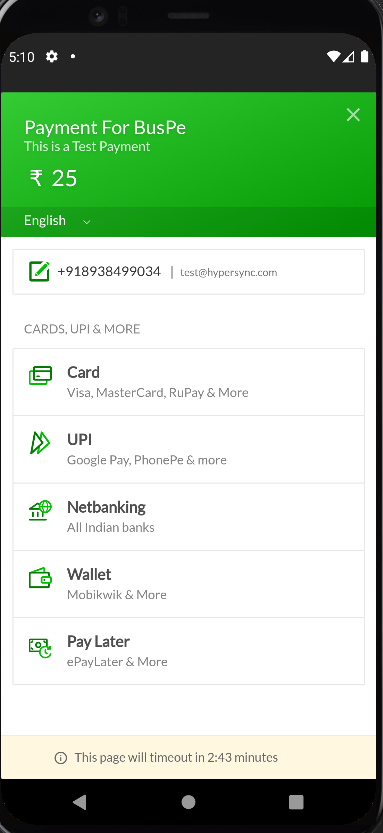 5:10
Payment For BusPe
This is a Test Payment
₹ 25
English
+918938499034 | test@hypersync.com
CARDS, UPI & MORE
Card
Visa, MasterCard, RuPay & More
UPI
Google Pay, PhonePe & more
Netbanking
All Indian banks
Wallet
Mobikwik & More
Pay Later
ePayLater & More
This page will timeout in 2:43 minutes